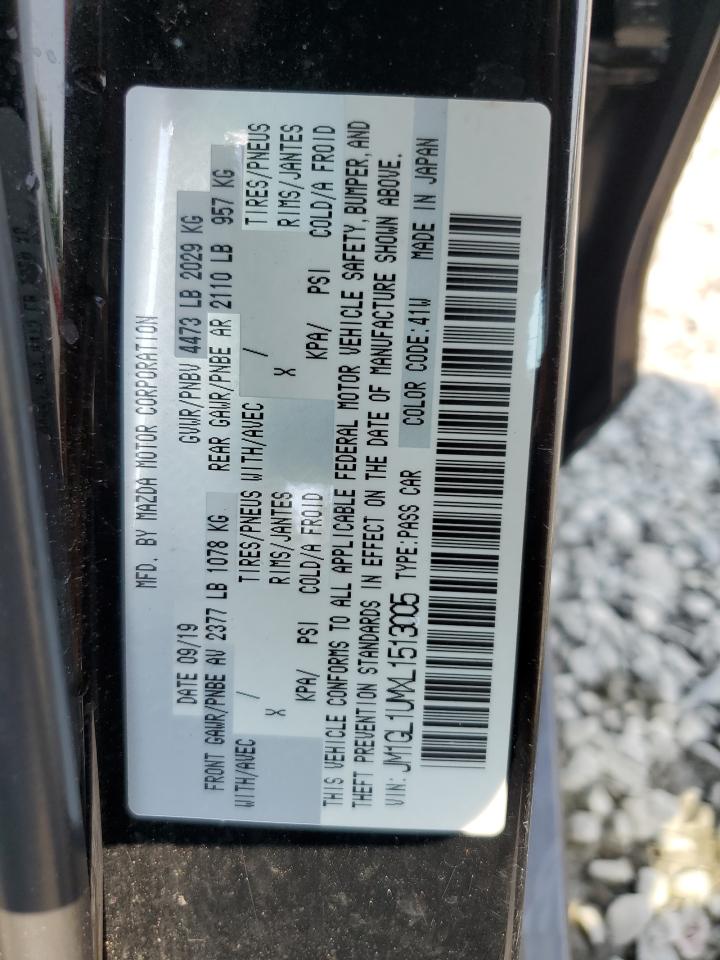 MFD. BY MAZDA MOTOR CORPORATION
DATE 09/19 GVWR/PNBV 4473 LB 2029 KG
FRONT GAWR/PNBE AV 2377 LB 1078 KG REAR GAWR/PNBE AR 2110 LB 957 KG
WITH/AVEC / TIRES/PNEUS WITH/AVEC / TIRES/PNEUS
X RIMS/JANTES X RIMS/JANTES
KPA/ PSI COLD/A FROID KPA/ PSI COLD/A FROID
THIS VEHICLE CONFORMS TO ALL APPLICABLE FEDERAL MOTOR VEHICLE SAFETY, BUMPER, AND
THEFT PREVENTION STANDARDS IN EFFECT ON THE DATE OF MANUFACTURE SHOWN ABOVE.
VIN: JM1GL1UMXL1513005 TYPE:PASS CAR COLOR CODE:41W MADE IN JAPAN